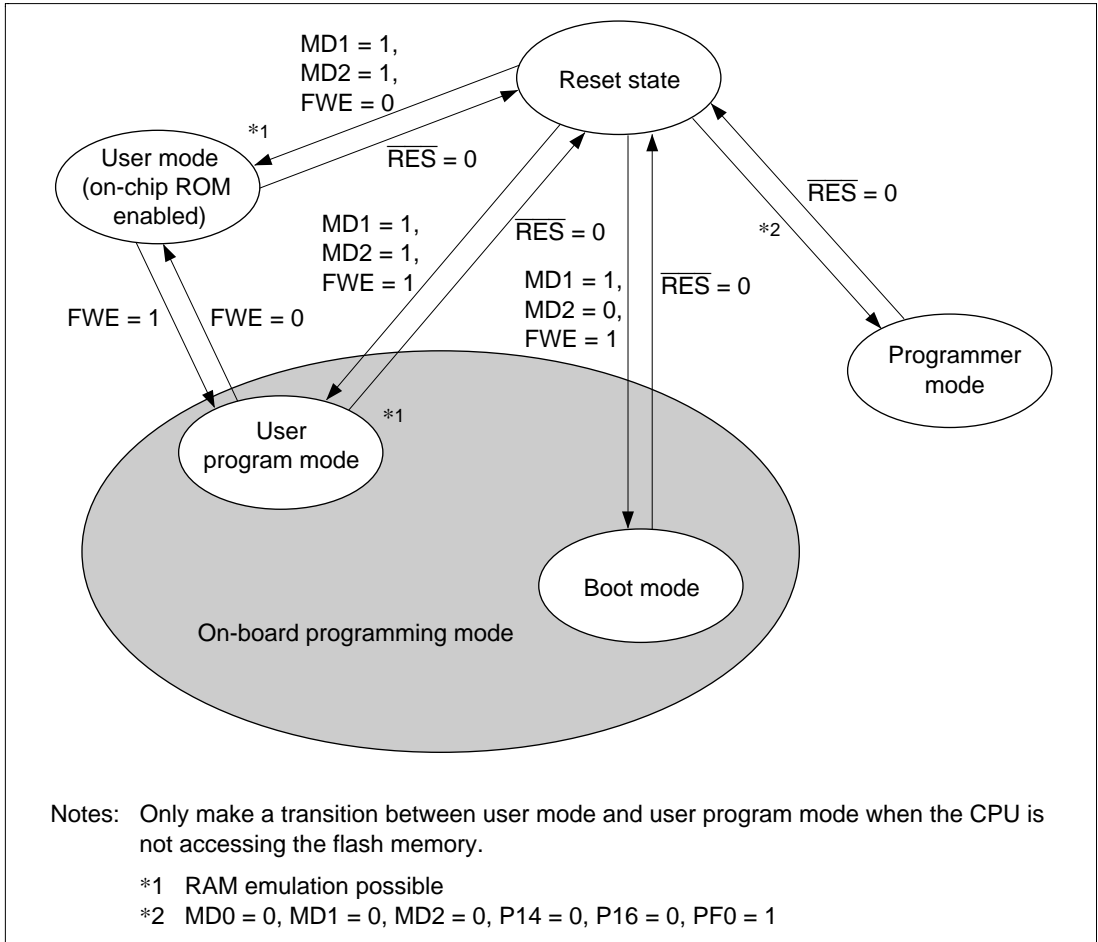 MD1 = 1,
MD2 = 1,
FWE = 0
Reset state
*1
User mode
(on-chip ROM
enabled)
R̅E̅S̅ = 0
MD1 = 1,
MD2 = 1,
FWE = 1
R̅E̅S̅ = 0
*2
R̅E̅S̅ = 0
MD1 = 1,
MD2 = 0,
FWE = 1
R̅E̅S̅ = 0
FWE = 1
FWE = 0
Programmer
mode
*1
User
program mode
Boot mode
On-board programming mode
Notes: Only make a transition between user mode and user program mode when the CPU is
not accessing the flash memory.
*1 RAM emulation possible
*2 MD0 = 0, MD1 = 0, MD2 = 0, P14 = 0, P16 = 0, PF0 = 1